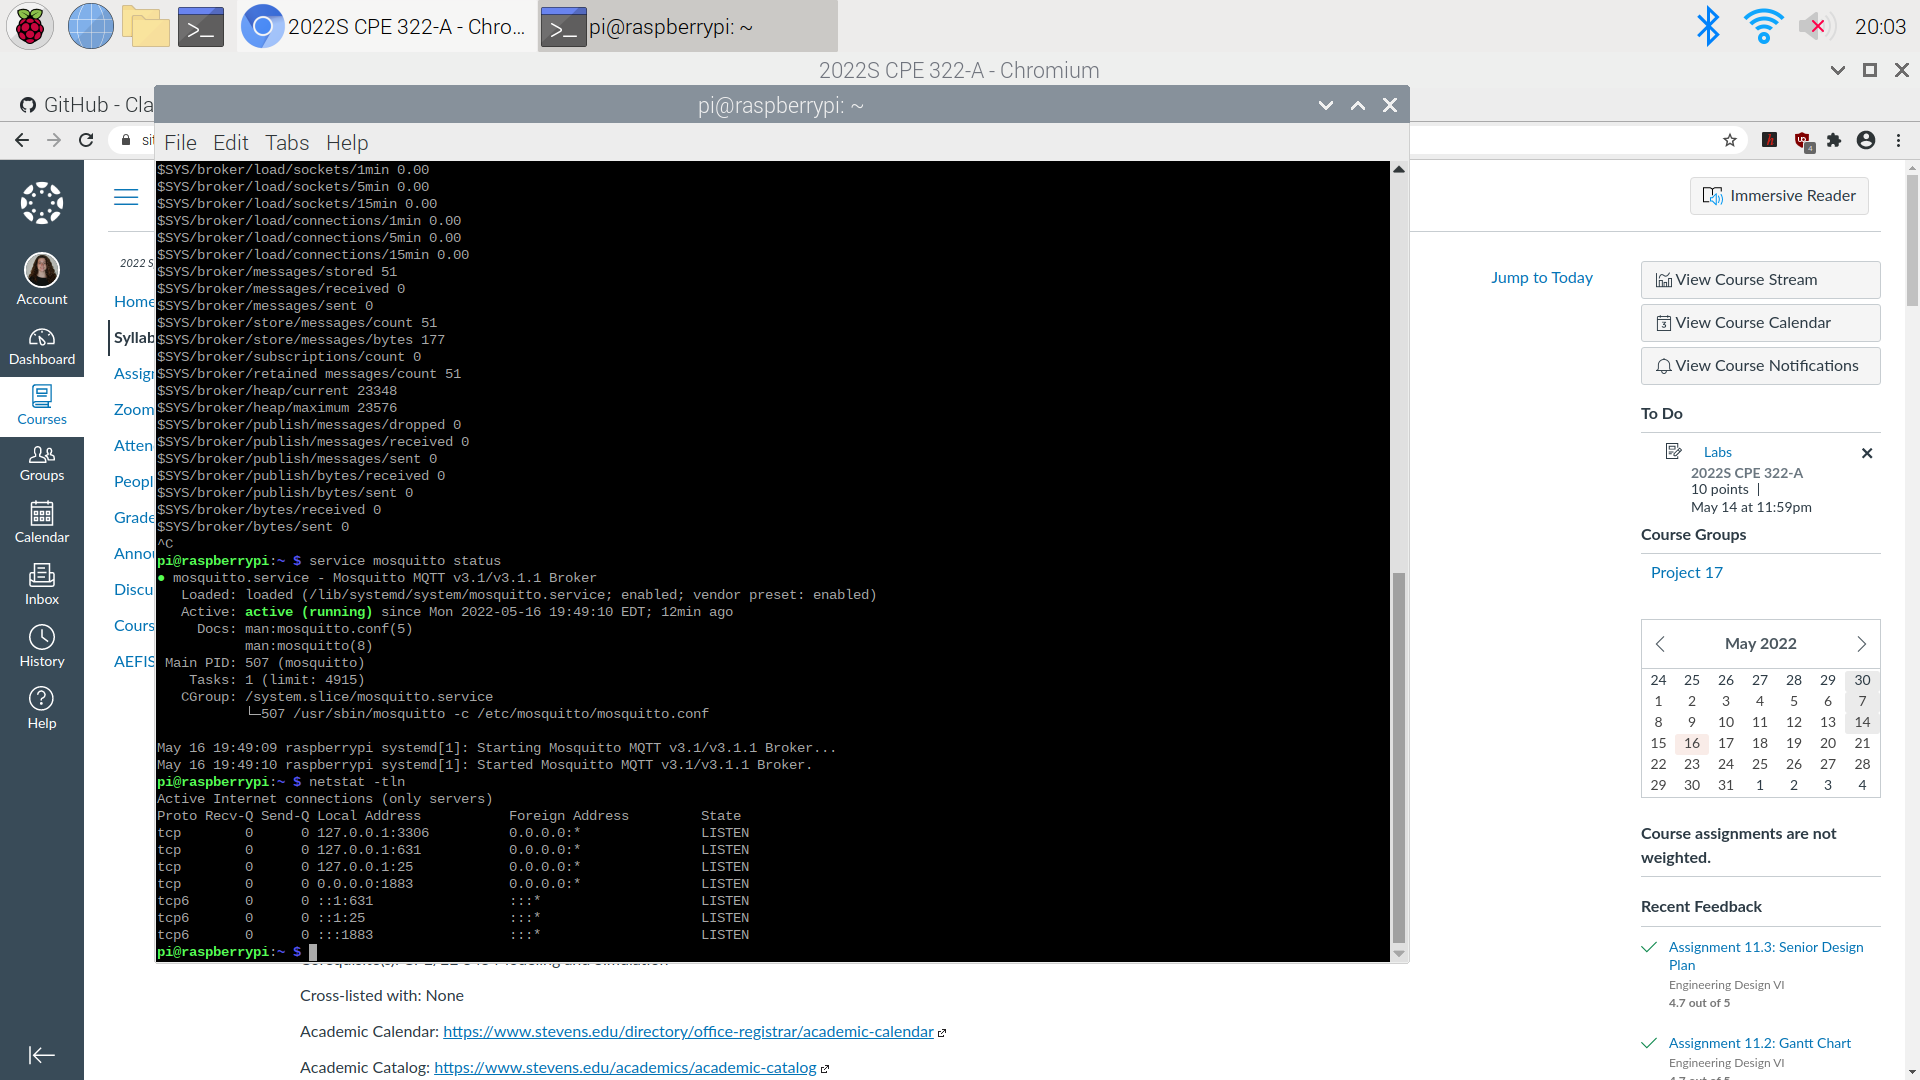 2022S CPE 322-A - Chro...
pi@raspberrypi: ~
20:03
2022S CPE 322-A - Chromium
GitHub - Cla
pi@raspberrypi: ~
File Edit Tabs Help
$SYS/broker/load/sockets/1min 0.00
$SYS/broker/load/sockets/5min 0.00
$SYS/broker/load/sockets/15min 0.00
$SYS/broker/load/connections/1min 0.00
$SYS/broker/load/connections/5min 0.00
$SYS/broker/load/connections/15min 0.00
$SYS/broker/messages/stored 51
$SYS/broker/messages/received 0
$SYS/broker/messages/sent 0
$SYS/broker/store/messages/count 51
$SYS/broker/store/messages/bytes 177
$SYS/broker/subscriptions/count 0
$SYS/broker/retained messages/count 51
$SYS/broker/heap/current 23348
$SYS/broker/heap/maximum 23576
$SYS/broker/publish/messages/dropped 0
$SYS/broker/publish/messages/received 0
$SYS/broker/publish/messages/sent 0
$SYS/broker/publish/bytes/received 0
$SYS/broker/publish/bytes/sent 0
$SYS/broker/bytes/received 0
$SYS/broker/bytes/sent 0
^C
pi@raspberrypi:~ $ service mosquitto status
● mosquitto.service - Mosquitto MQTT v3.1/v3.1.1 Broker
Loaded: loaded (/lib/systemd/system/mosquitto.service; enabled; vendor preset: enabled)
Active: active (running) since Mon 2022-05-16 19:49:10 EDT; 12min ago
Docs: man:mosquitto.conf(5)
man:mosquitto(8)
Main PID: 507 (mosquitto)
Tasks: 1 (limit: 4915)
CGroup: /system.slice/mosquitto.service
└─507 /usr/sbin/mosquitto -c /etc/mosquitto/mosquitto.conf
May 16 19:49:09 raspberrypi systemd[1]: Starting Mosquitto MQTT v3.1/v3.1.1 Broker...
May 16 19:49:10 raspberrypi systemd[1]: Started Mosquitto MQTT v3.1/v3.1.1 Broker.
pi@raspberrypi:~ $ netstat -tln
Active Internet connections (only servers)
Proto Recv-Q Send-Q Local Address Foreign Address State
tcp 0 0 127.0.0.1:3306 0.0.0.0:* LISTEN
tcp 0 0 127.0.0.1:631 0.0.0.0:* LISTEN
tcp 0 0 127.0.0.1:25 0.0.0.0:* LISTEN
tcp 0 0 0.0.0.0:1883 0.0.0.0:* LISTEN
tcp6 0 0 ::1:631 :::* LISTEN
tcp6 0 0 ::1:25 :::* LISTEN
tcp6 0 0 :::1883 :::* LISTEN
pi@raspberrypi:~ $
Account
Dashboard
Courses
Groups
Calendar
Inbox
History
Help
2022 S
Home
Syllab
Assign
Zoom
Atten
Peopl
Grade
Annou
Discu
Cours
AEFIS
Cross-listed with: None
Academic Calendar: https://www.stevens.edu/directory/office-registrar/academic-calendar
Academic Catalog: https://www.stevens.edu/academics/academic-catalog
Immersive Reader
Jump to Today
View Course Stream
View Course Calendar
View Course Notifications
To Do
Labs
2022S CPE 322-A
10 points |
May 14 at 11:59pm
Course Groups
Project 17
May 2022
24 25 26 27 28 29 30
1 2 3 4 5 6 7
8 9 10 11 12 13 14
15 16 17 18 19 20 21
22 23 24 25 26 27 28
29 30 31 1 2 3 4
Course assignments are not
weighted.
Recent Feedback
Assignment 11.3: Senior Design
Plan
Engineering Design VI
4.7 out of 5
Assignment 11.2: Gantt Chart
Engineering Design VI